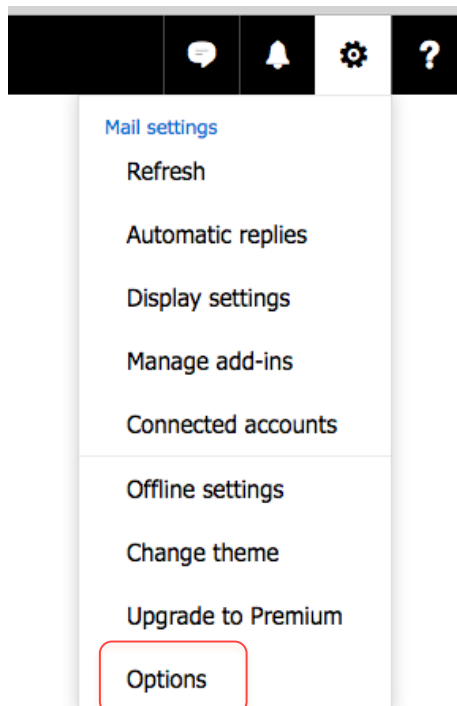 ?
Mail settings
Refresh
Automatic replies
Display settings
Manage add-ins
Connected accounts
Offline settings
Change theme
Upgrade to Premium
Options